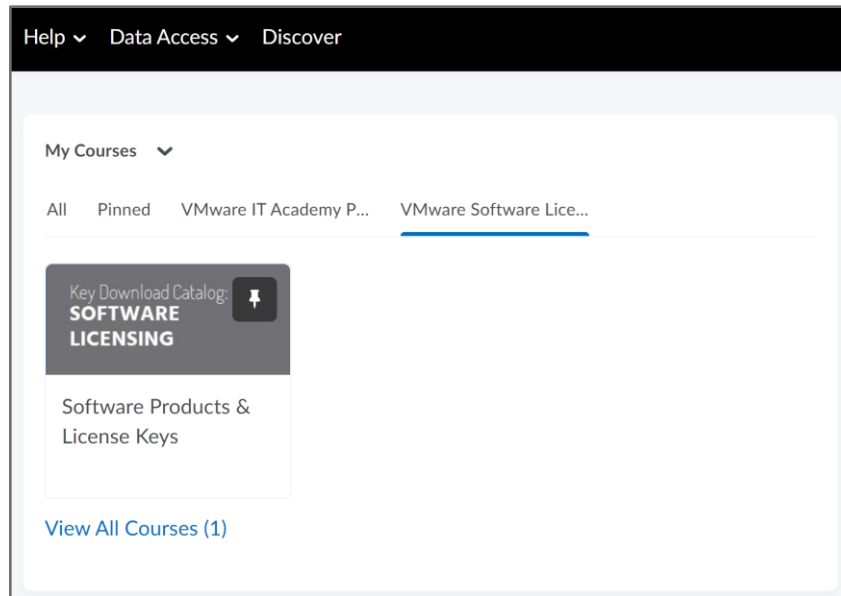 Help Data Access Discover
My Courses
All Pinned VMware IT Academy P... VMware Software Lice...
Key Download Catalog:
SOFTWARE
LICENSING
Software Products &
License Keys
View All Courses (1)